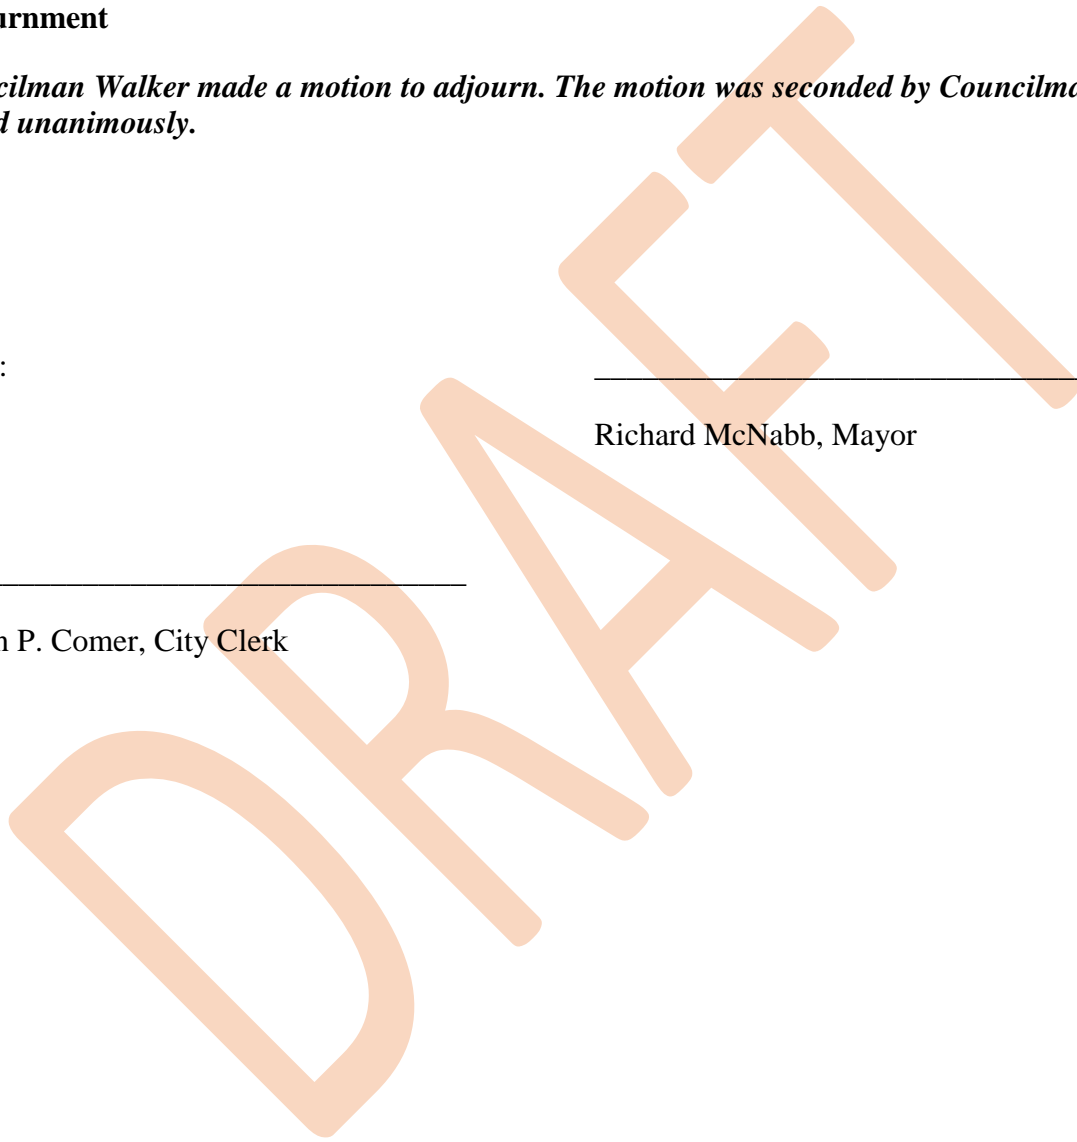 urnment
cilman Walker made a motion to adjourn. The motion was seconded by Councilma
d unanimously.
:
Richard McNabb, Mayor
n P. Comer, City Clerk
DRAFT